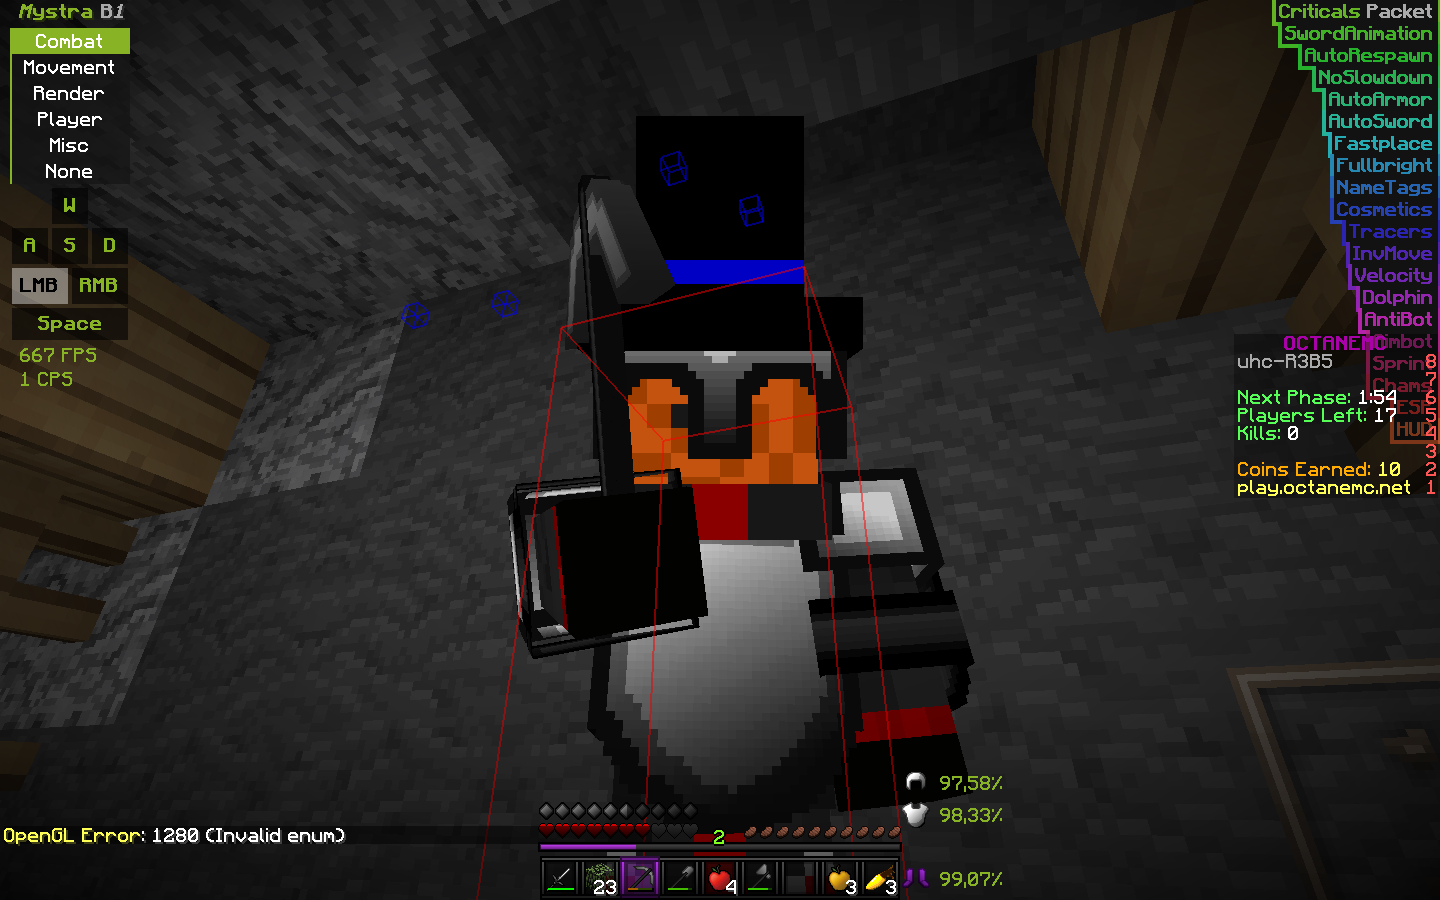 Mystra B1
Combat
Movement
Render
Player
Misc
None
W
A S D
LMB RMB
Space
667 FPS
1 CPS
Criticals Packet
SwordAnimation
AutoRespawn
NoSlowdown
AutoArmor
AutoSword
Fastplace
Fullbright
NameTags
Cosmetics
Tracers
InvMove
Velocity
Dolphin
AntiBot
OCTANEMC
uhc-R3B5 8
7
Chams
Next Phase: 1:54 6
ESP
Players Left: 17 5
HUD
Kills: 0 4
3
Coins Earned: 10 2
play.octanemc.net 1
97,58%
98,33%
OpenGL Error: 1280 (Invalid enum)
2
23 4 3 3
99,07%